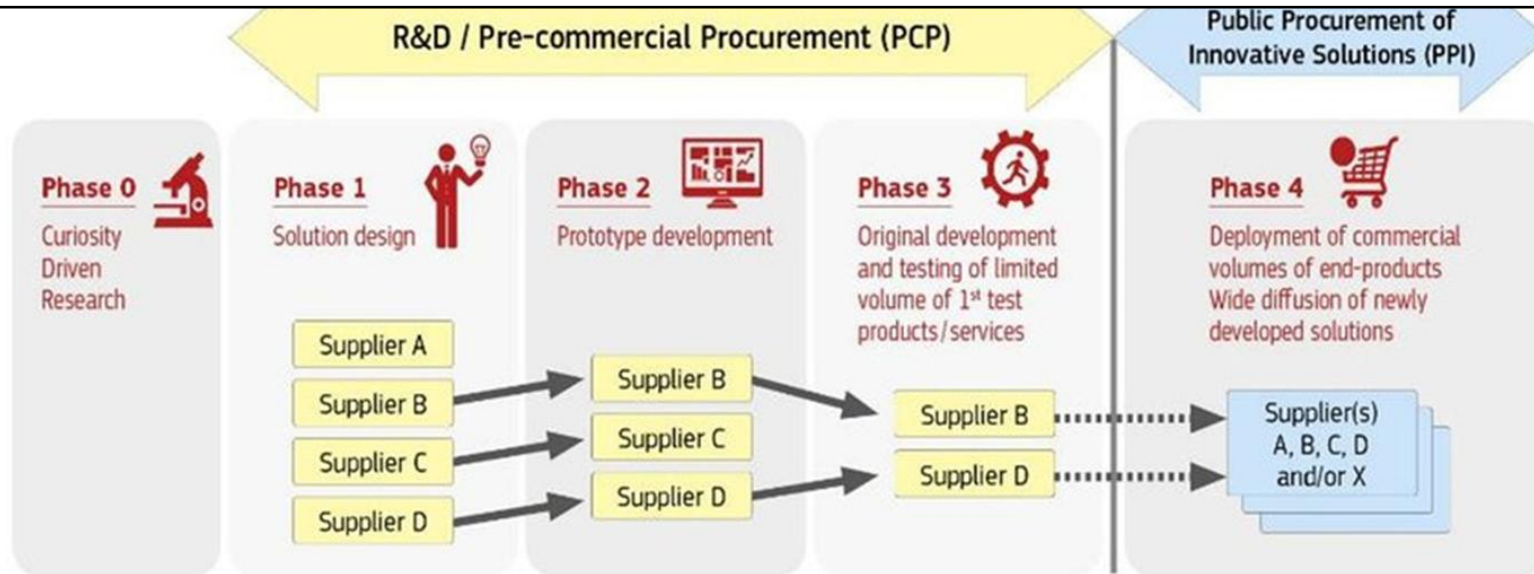 R&D / Pre-commercial Procurement (PCP)
Public Procurement of
Innovative Solutions (PPI)
Phase 0
Curiosity
Driven
Research
Phase 1
Solution design
Supplier A
Supplier B
Supplier C
Supplier D
Phase 2
Prototype development
Supplier B
Supplier C
Supplier D
Phase 3
Original development
and testing of limited
volume of 1st test
products/services
Supplier B
Supplier D
Phase 4
Deployment of commercial
volumes of end-products
Wide diffusion of newly
developed solutions
Supplier(s)
A, B, C, D
and/or X